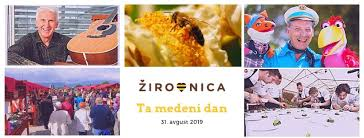 ŽIROVNICA
Ta medeni dan
31. avgust 2019